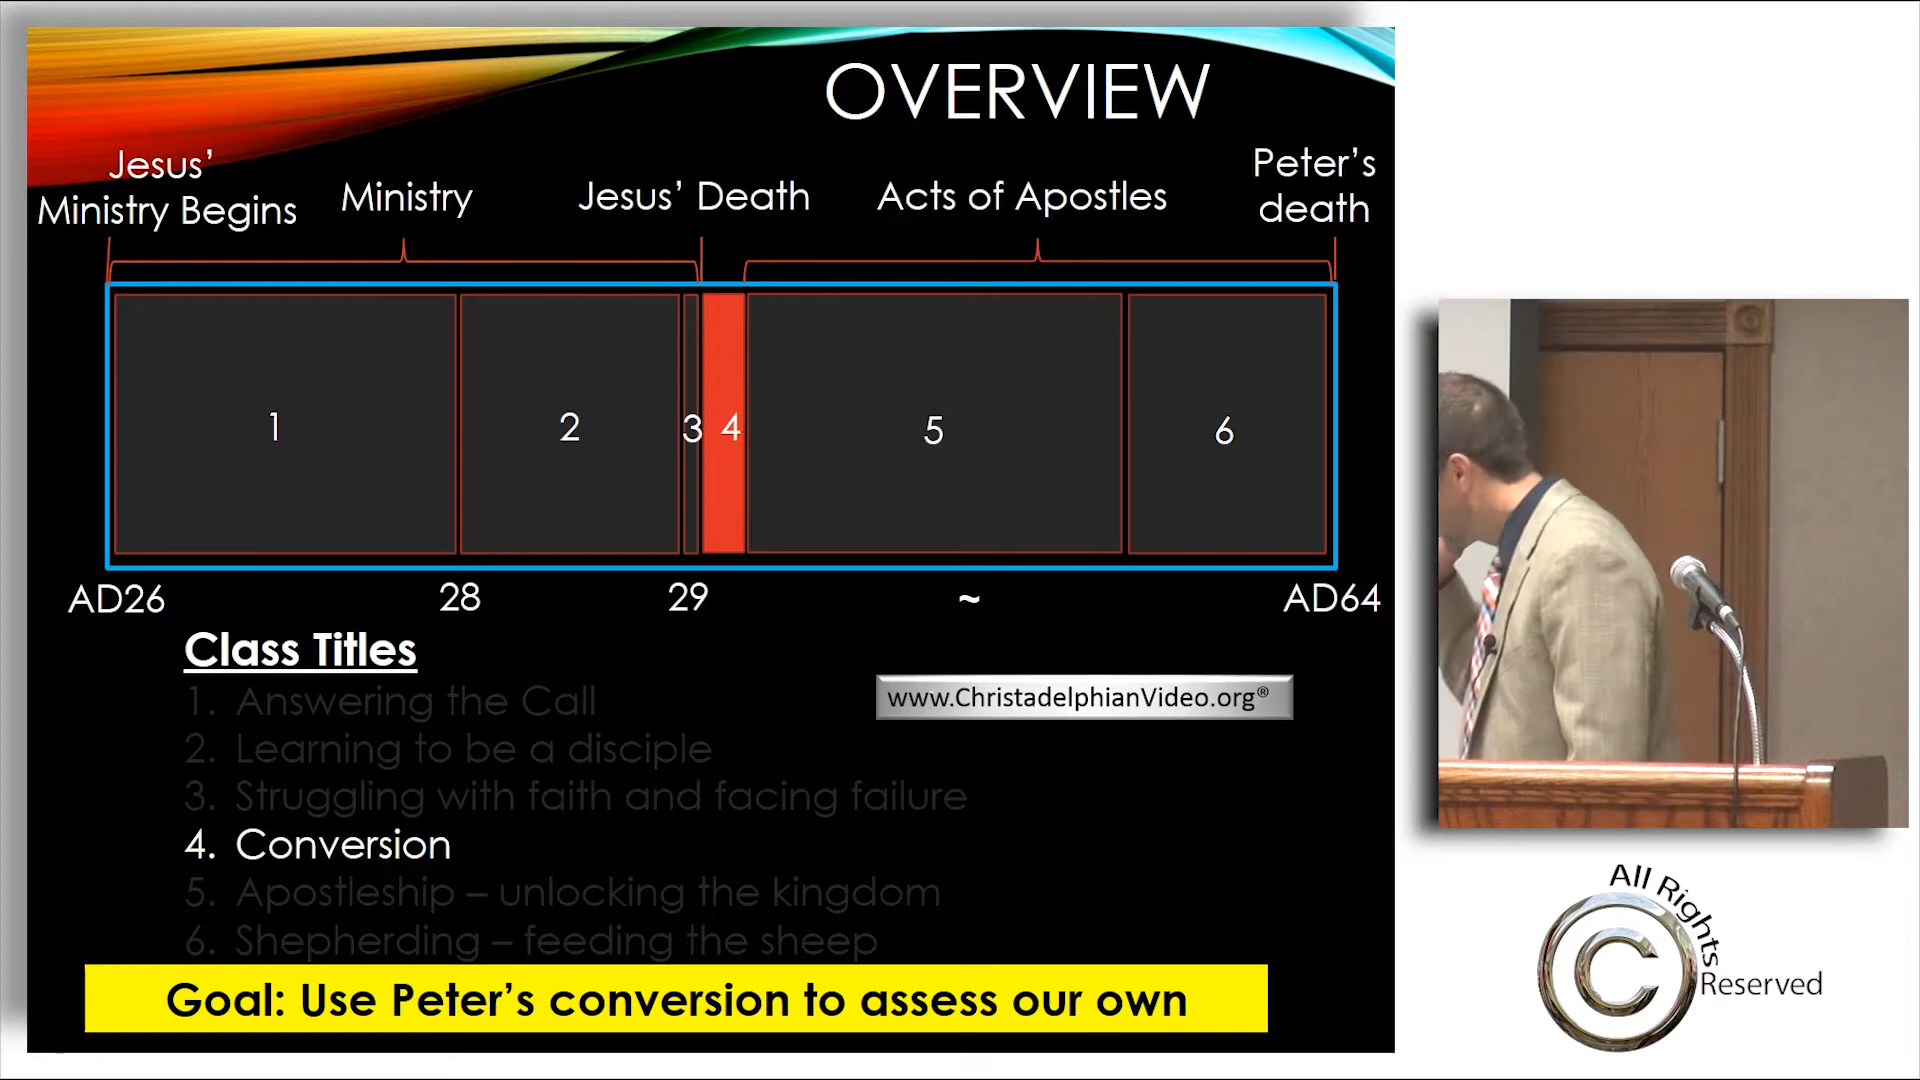 OVERVIEW
Jesus’
Ministry Begins
Ministry
Jesus’ Death
Acts of Apostles
Peter’s
death
1
2
3
4
5
6
AD26
28
29
~
AD64
Class Titles
1. Answering the Call
2. Learning to be a disciple
3. Struggling with faith and facing failure
4. Conversion
5. Apostleship – unlocking the kingdom
6. Shepherding – feeding the sheep
www.ChristadelphianVideo.org®
Goal: Use Peter’s conversion to assess our own
All Rights
Reserved
©